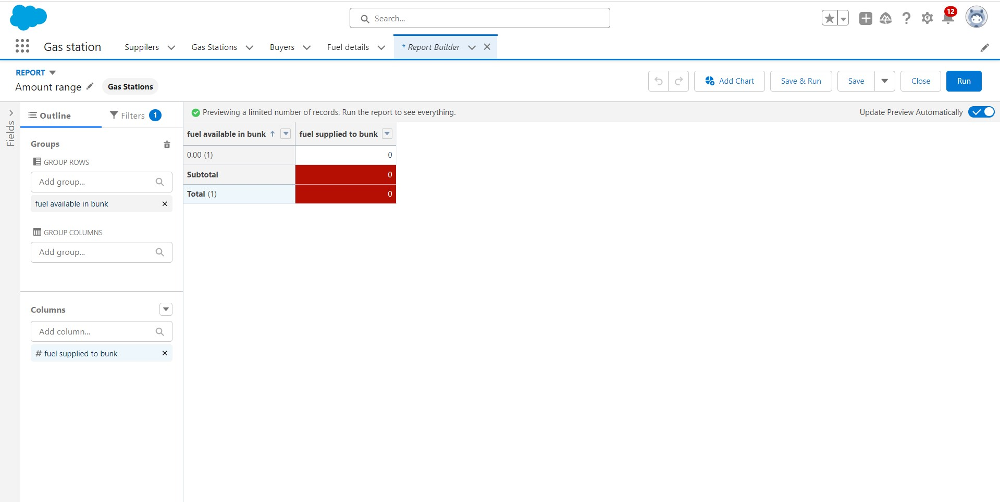 Search...
12
Gas station
Suppilers
Gas Stations
Buyers
Fuel details
* Report Builder
REPORT
Amount range
Gas Stations
Add Chart
Save & Run
Save
Close
Run
Fields
Outline
Filters 1
Previewing a limited number of records. Run the report to see everything.
Update Preview Automatically
Groups
GROUP ROWS
Add group...
fuel available in bunk
GROUP COLUMNS
Add group...
Columns
Add column...
# fuel supplied to bunk
fuel available in bunk ↑ fuel supplied to bunk
0.00 (1) 0
Subtotal 0
Total (1) 0